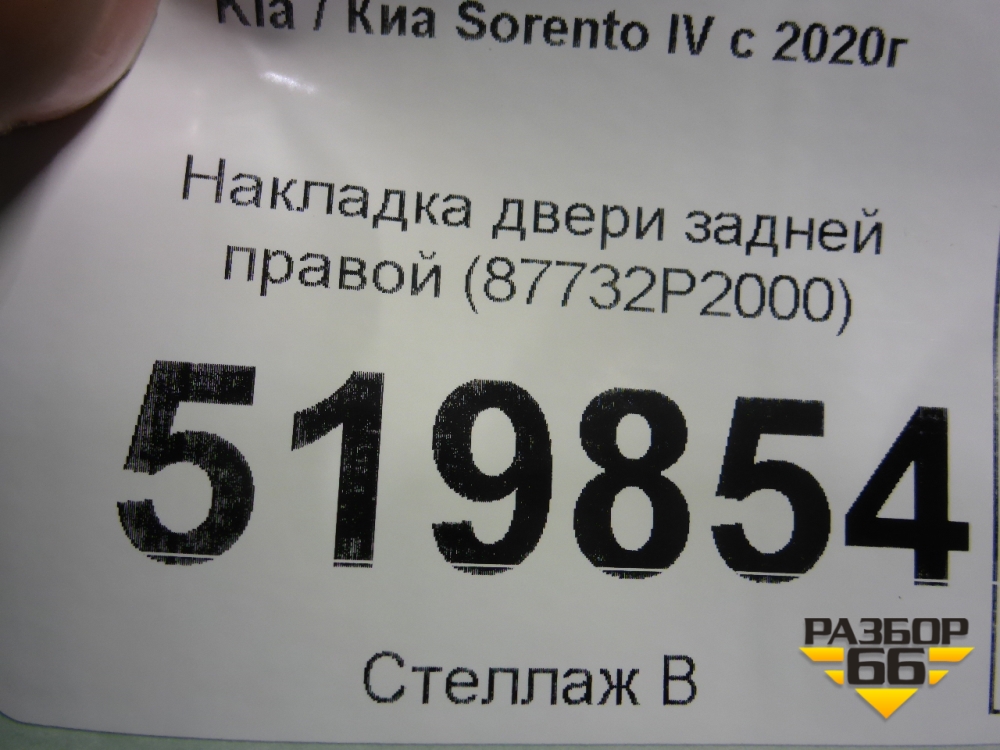 Kia / Киа Sorento IV с 2020г
Накладка двери задней
правой (87732P2000)
519854
Стеллаж В
РАЗБОР
66